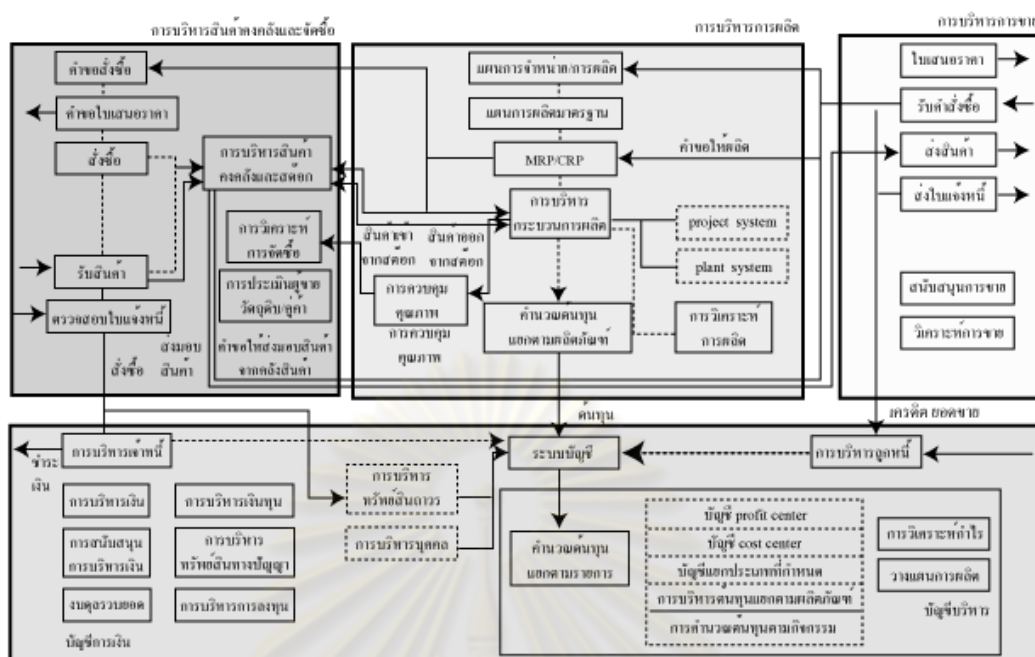 การบริหารสินค้าคงคลังและจัดซื้อ
คำขอสั่งซื้อ
คำขอใบเสนอราคา
สั่งซื้อ
การบริหารสินค้า
คงคลังและสต๊อก
การวิเคราะห์
การจัดซื้อ
รับสินค้า
การประเมินผู้ขาย
วัตถุดิบ/คู่ค้า
ตรวจสอบใบแจ้งหนี้
สั่งซื้อ
ส่งมอบ
สินค้า
คำขอให้ส่งมอบสินค้า
จากคลังสินค้า
การบริหารการผลิต
แผนการจำหน่าย/การผลิต
แผนการผลิตมาตรฐาน
MRP/CRP
คำขอให้ผลิต
การบริหาร
กระบวนการผลิต
project system
plant system
สินค้าเข้า
จากสต๊อก
สินค้าออก
จากสต๊อก
การควบคุม
คุณภาพ
การควบคุม
คุณภาพ
คำนวณต้นทุน
แยกตามผลิตภัณฑ์
การวิเคราะห์
การผลิต
ต้นทุน
การบริหารการขาย
ใบเสนอราคา
รับคำสั่งซื้อ
ส่งสินค้า
ส่งใบแจ้งหนี้
สนับสนุนการขาย
วิเคราะห์การขาย
เครดิต ยอดขาย
การบริหารเจ้าหนี้
ชำระ
เงิน
ระบบบัญชี
การบริหารลูกหนี้
การบริหาร
ทรัพย์สินถาวร
การบริหารบุคคล
การบริหารเงิน
การบริหารเงินทุน
การสนับสนุน
การบริหารเงิน
การบริหาร
ทรัพย์สินทางปัญญา
งบดุลรวมยอด
การบริหารการลงทุน
บัญชีการเงิน
คำนวณต้นทุน
แยกตามรายการ
บัญชี profit center
บัญชี cost center
บัญชีแยกประเภทที่กำหนด
การบริหารต้นทุนแยกตามผลิตภัณฑ์
การคำนวณต้นทุนตามกิจกรรม
การวิเคราะห์กำไร
วางแผนการผลิต
บัญชีบริหาร